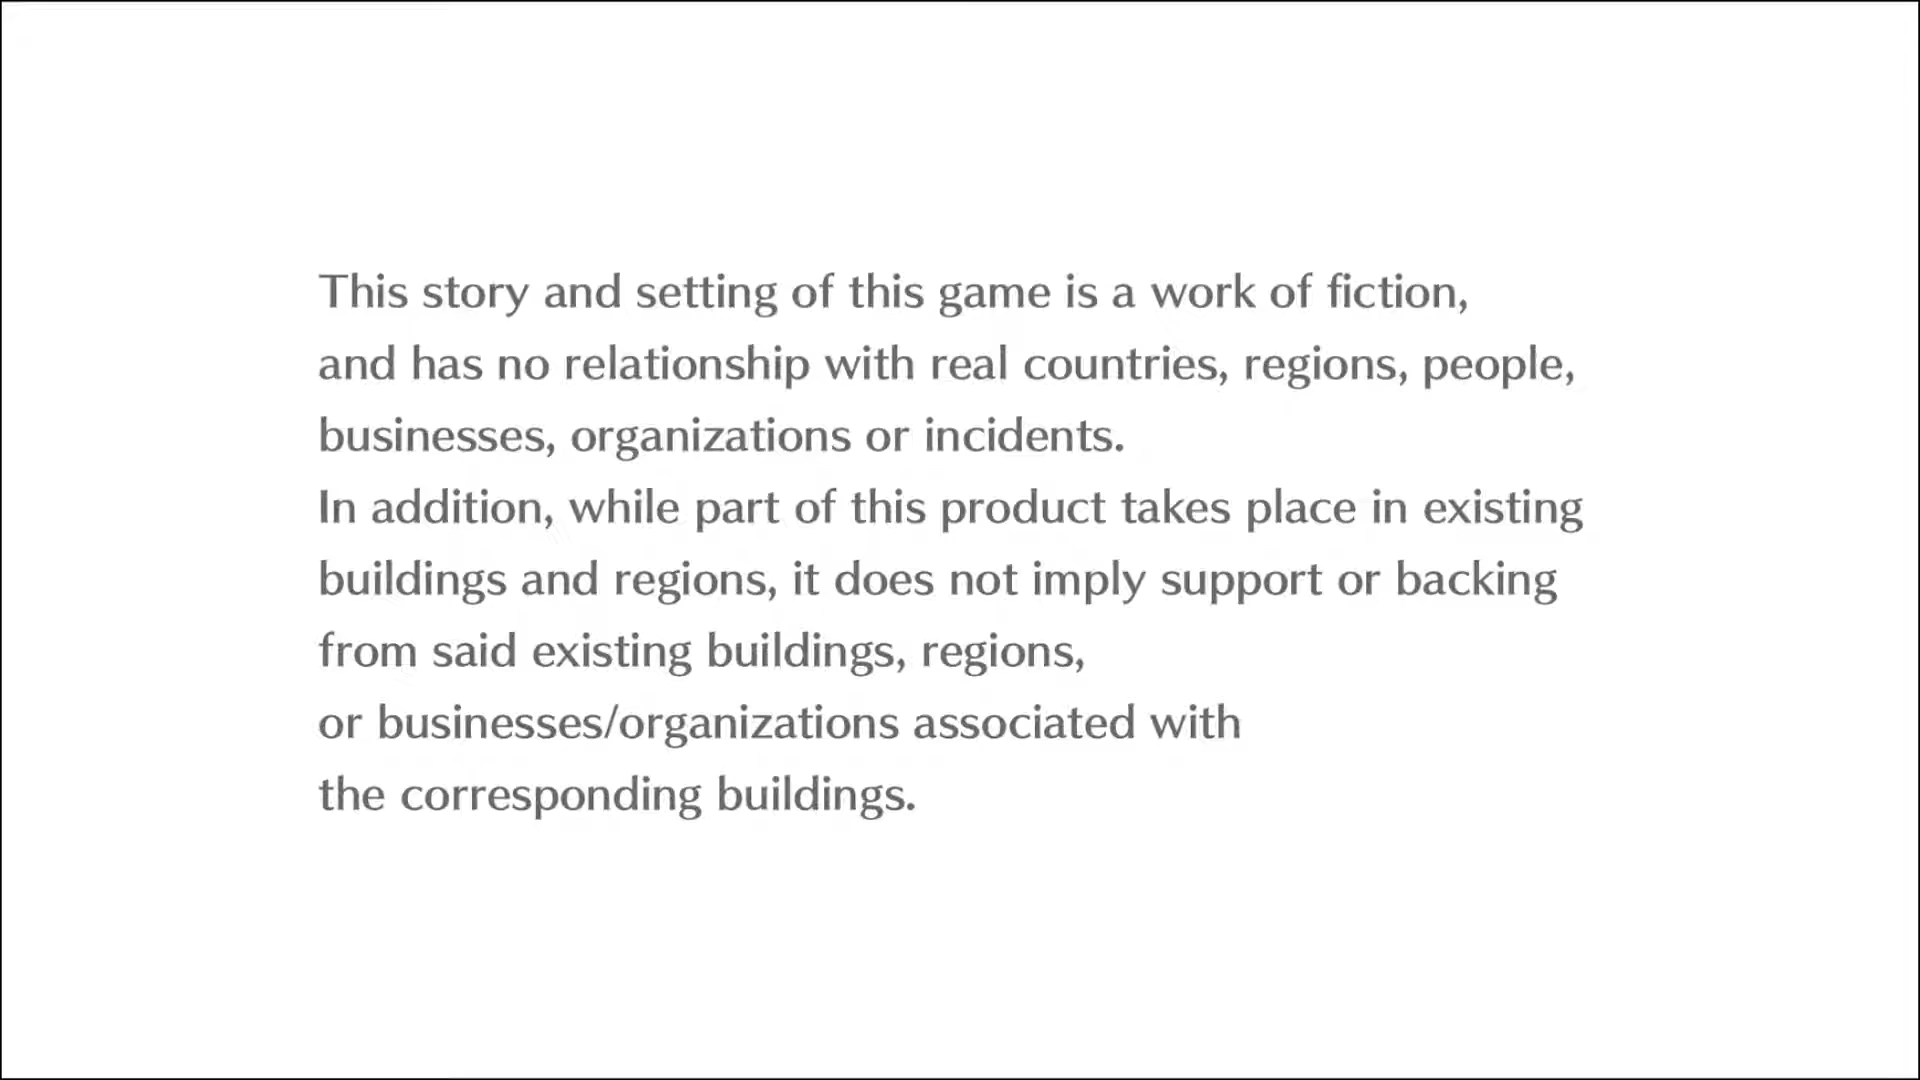 This story and setting of this game is a work of fiction,
and has no relationship with real countries, regions, people,
businesses, organizations or incidents.
In addition, while part of this product takes place in existing
buildings and regions, it does not imply support or backing
from said existing buildings, regions,
or businesses/organizations associated with
the corresponding buildings.